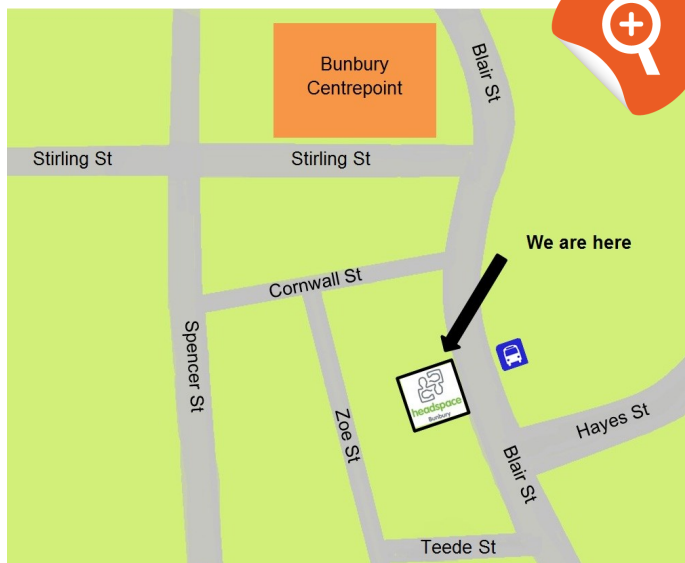 Bunbury
Centrepoint
Blair St
Stirling St
Stirling St
We are here
Cornwall St
Spencer St
headspace
Bunbury
Zoe St
Hayes St
Blair St
Teede St